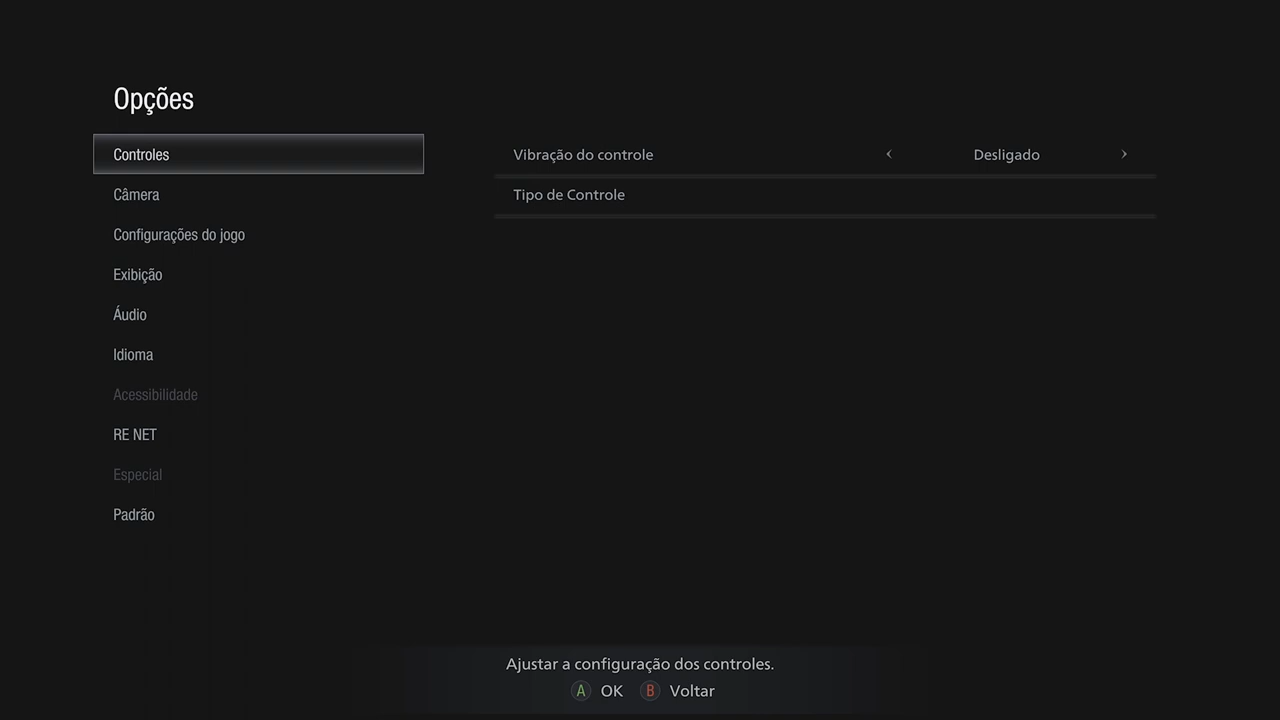 Opções
Controles
Câmera
Configurações do jogo
Exibição
Áudio
Idioma
Acessibilidade
RE NET
Especial
Padrão
Vibração do controle
Desligado
Tipo de Controle
Ajustar a configuração dos controles.
A OK B Voltar